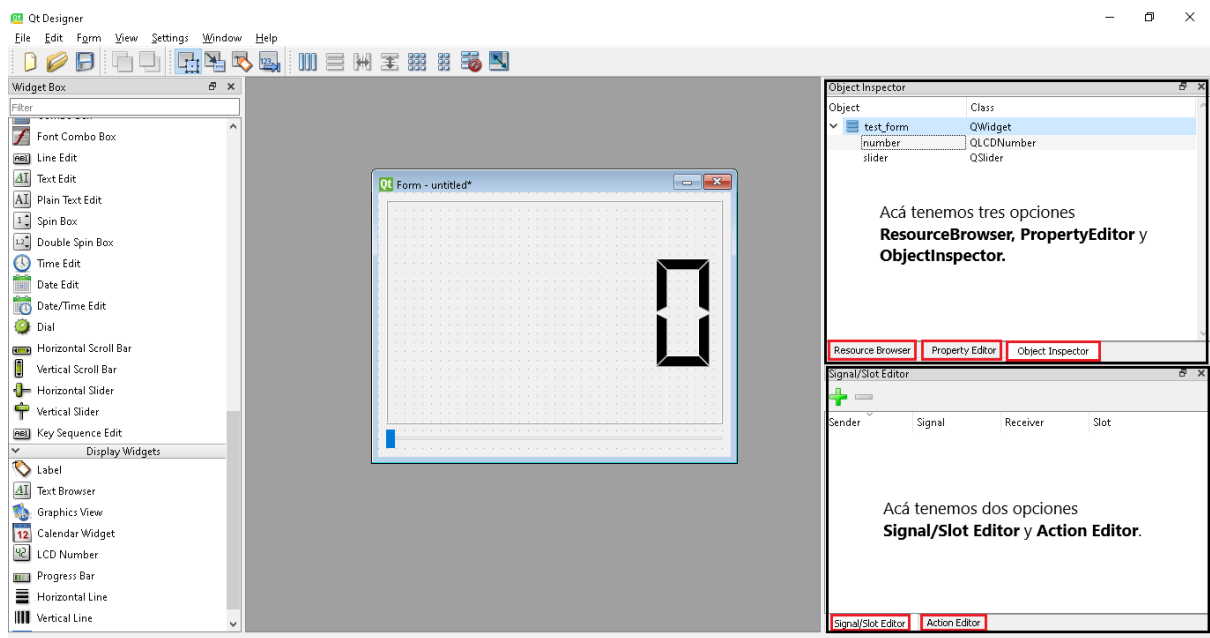 Qt Designer
File Edit Form View Settings Window Help
Widget Box
Filter
Font Combo Box
Line Edit
Text Edit
Plain Text Edit
Spin Box
Double Spin Box
Time Edit
Date Edit
Date/Time Edit
Dial
Horizontal Scroll Bar
Vertical Scroll Bar
Horizontal Slider
Vertical Slider
Key Sequence Edit
Display Widgets
Label
Text Browser
Graphics View
Calendar Widget
LCD Number
Progress Bar
Horizontal Line
Vertical Line
Form - untitled*
0
Object Inspector
Object Class
test_form QWidget
number QLCDNumber
slider QSlider
Acá tenemos tres opciones
ResourceBrowser, PropertyEditor y
ObjectInspector.
Resource Browser Property Editor Object Inspector
Signal/Slot Editor
Sender Signal Receiver Slot
Acá tenemos dos opciones
Signal/Slot Editor y Action Editor.
Signal/Slot Editor Action Editor